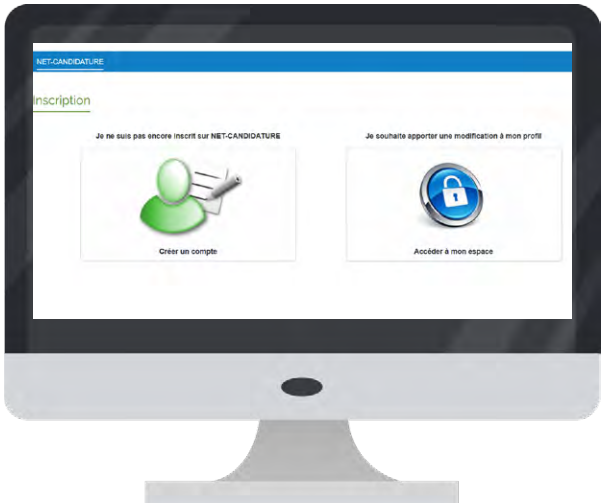 NET-CANDIDATURE
Inscription
Je ne suis pas encore inscrit sur NET-CANDIDATURE
Je souhaite apporter une modification à mon profil
Créer un compte
Accéder à mon espace